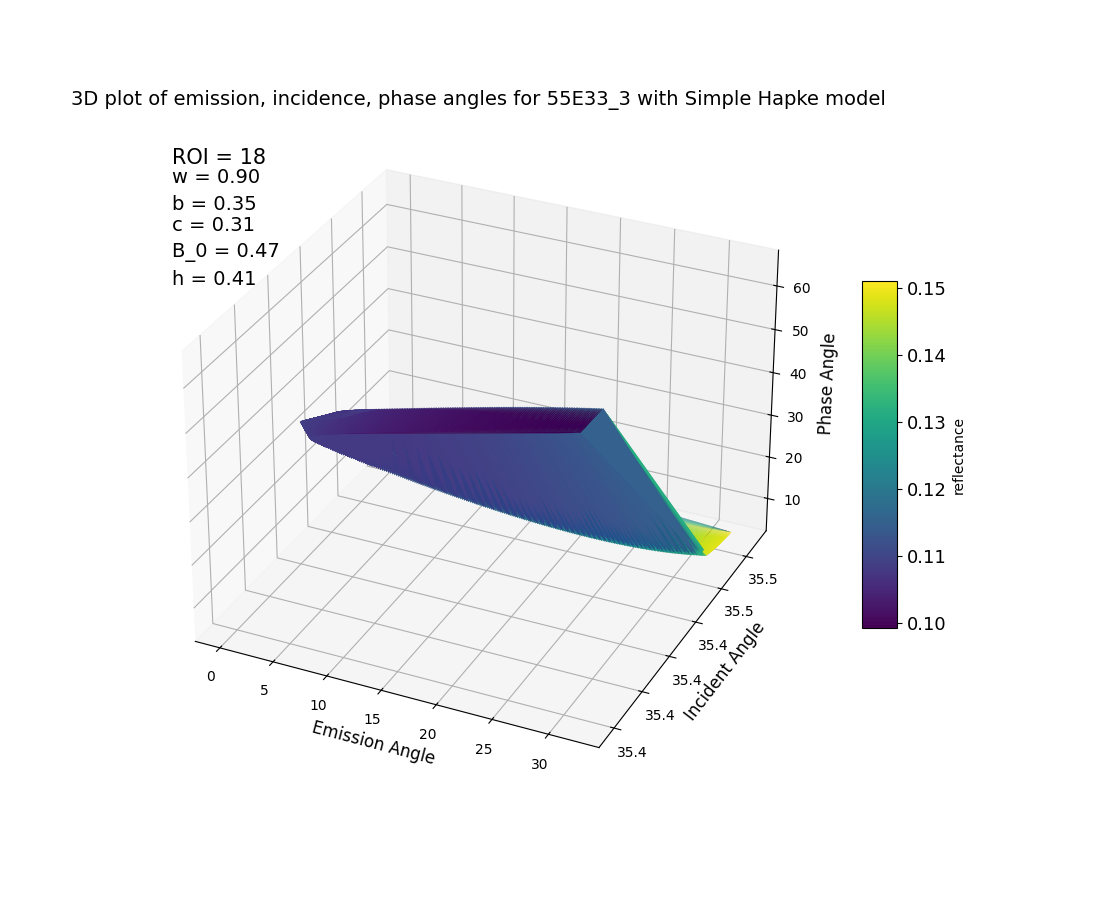 3D plot of emission, incidence, phase angles for 55E33_3 with Simple Hapke model
ROI = 18
w = 0.90
b = 0.35
c = 0.31
B_0 = 0.47
h = 0.41
60
50
40
30
20
10
Phase Angle
35.5
35.5
35.4
35.4
35.4
35.4
Incident Angle
0
5
10
15
20
25
30
Emission Angle
0.15
0.14
0.13
0.12
0.11
0.10
reflectance